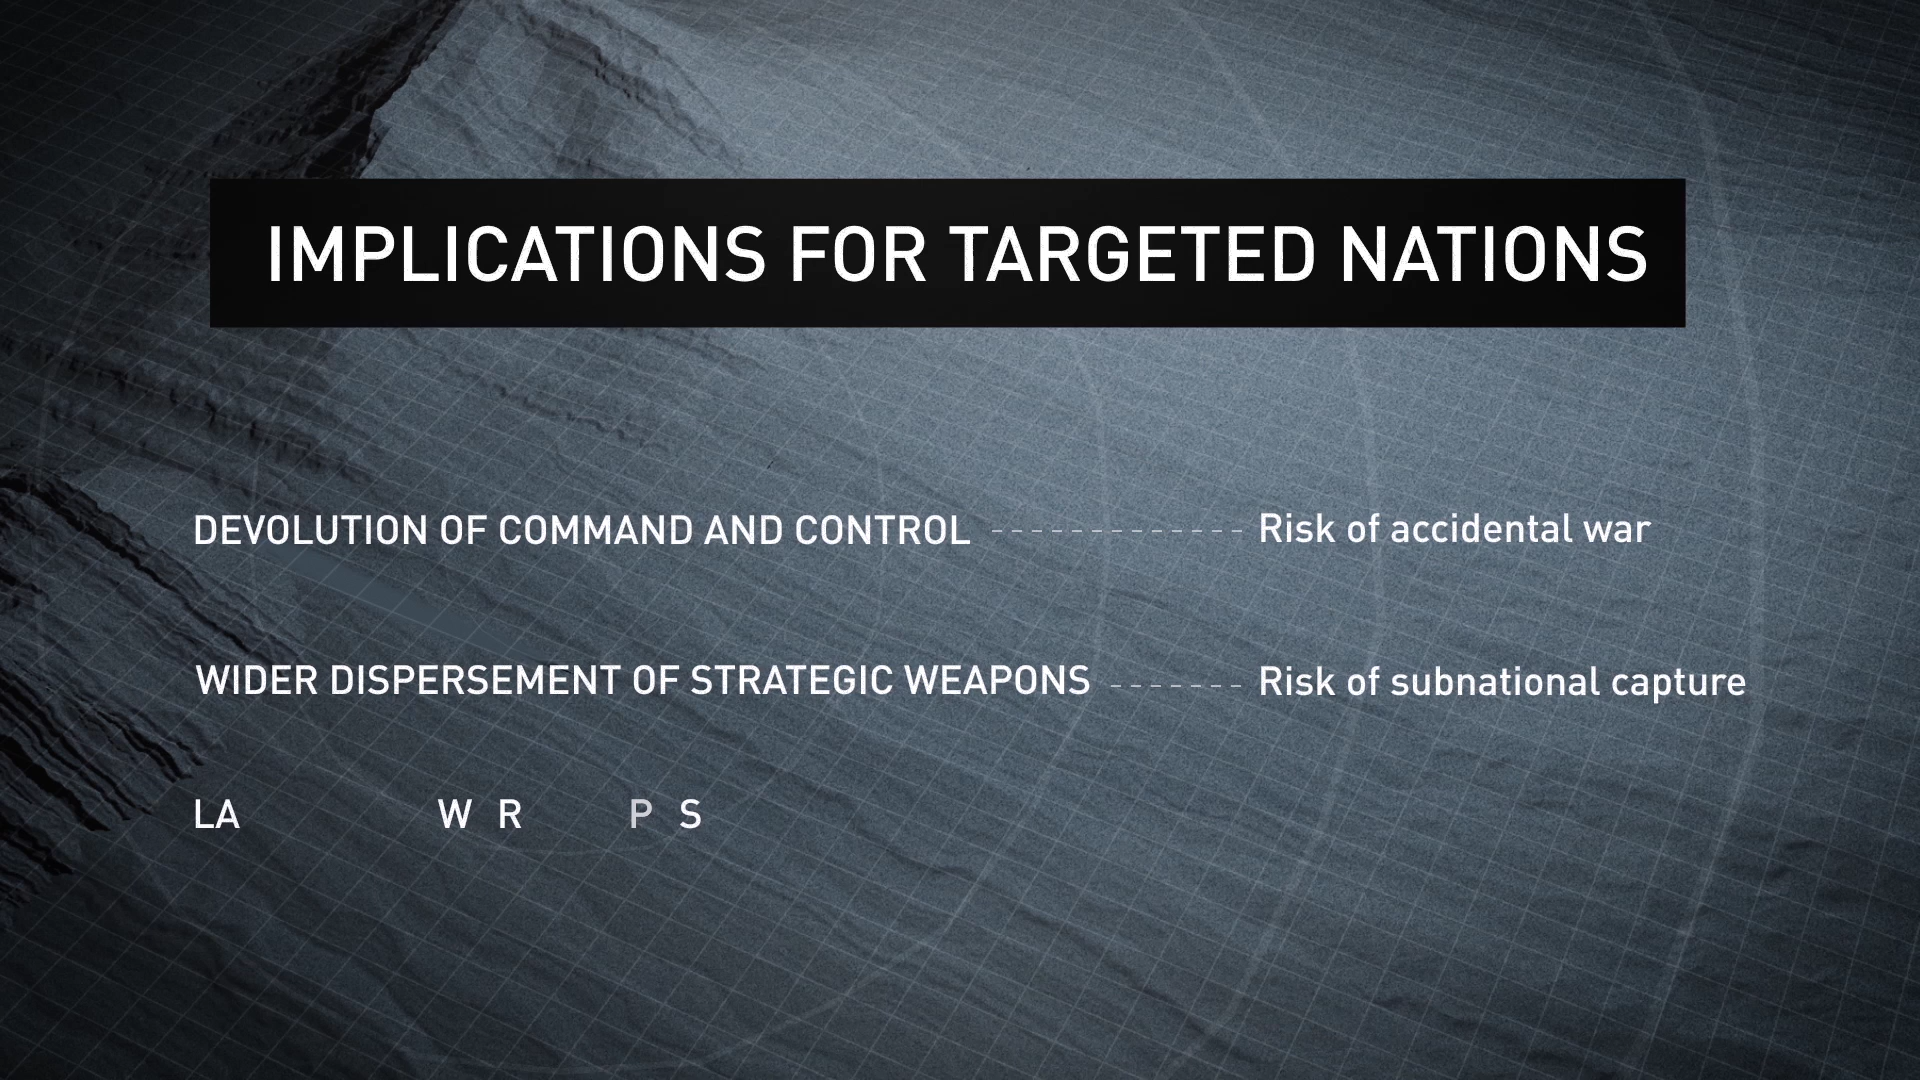 IMPLICATIONS FOR TARGETED NATIONS
DEVOLUTION OF COMMAND AND CONTROL Risk of accidental war
WIDER DISPERSEMENT OF STRATEGIC WEAPONS Risk of subnational capture
LA W R P S